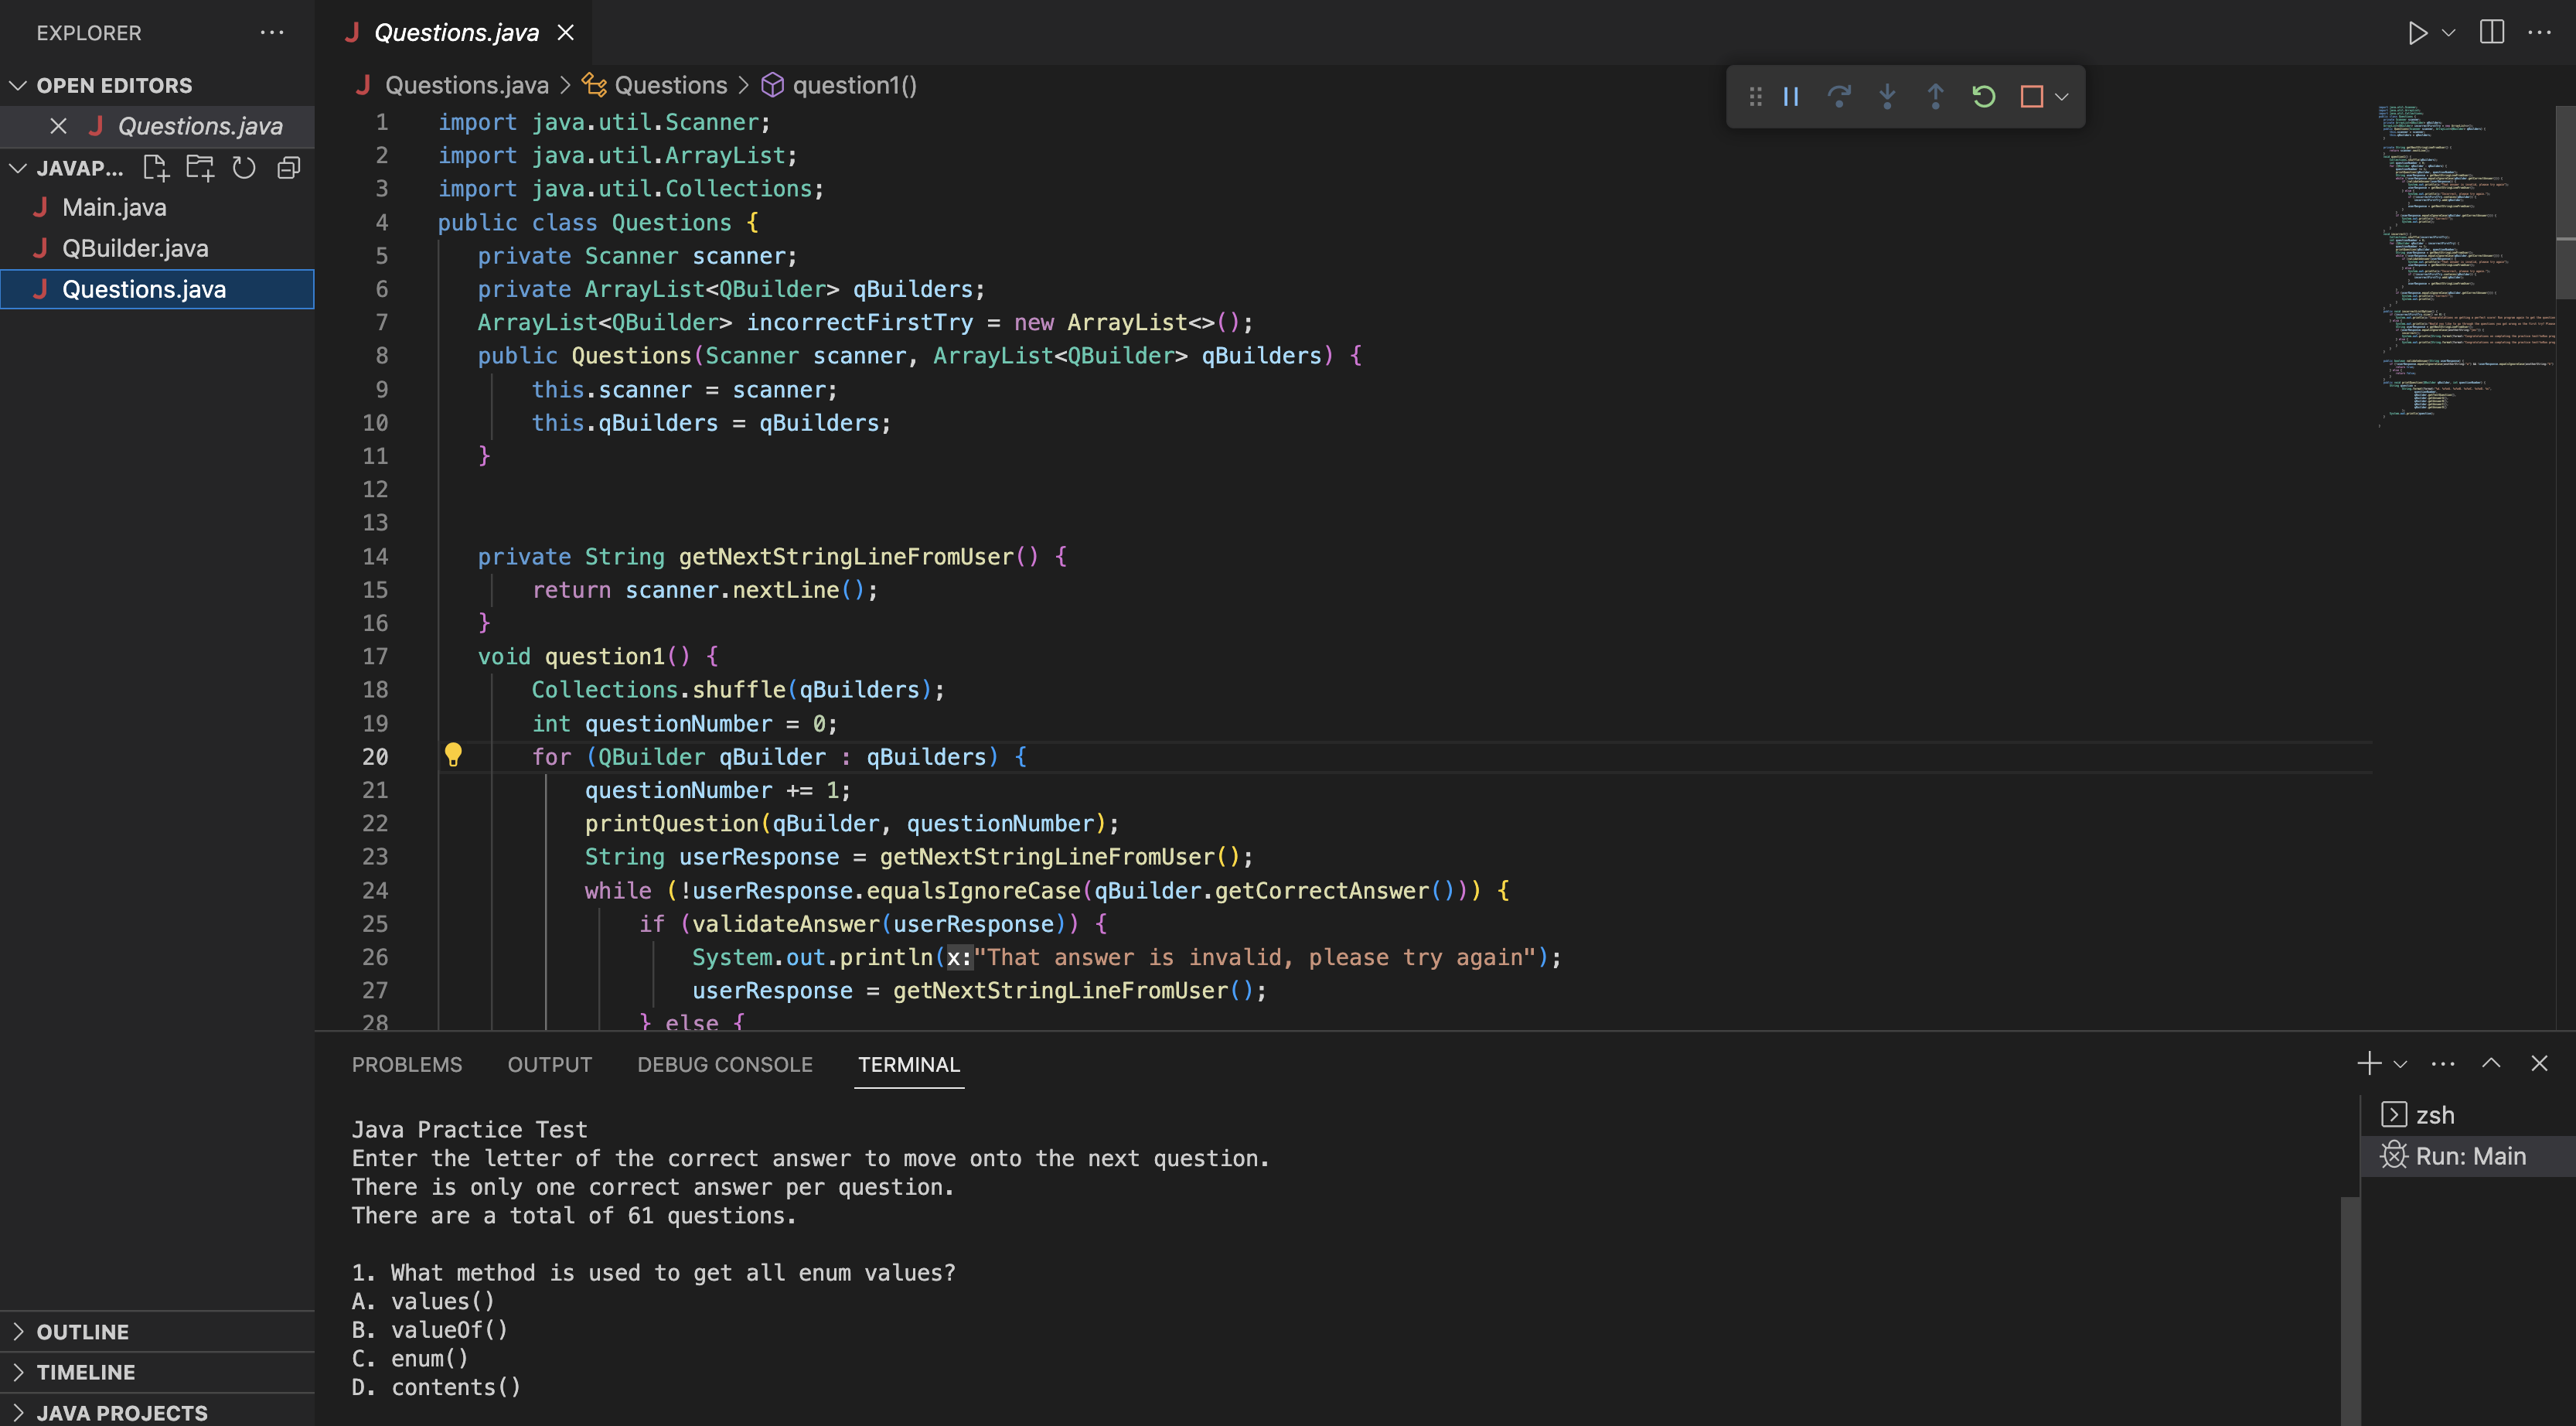 EXPLORER
OPEN EDITORS
Questions.java
JAVAP...
Main.java
QBuilder.java
Questions.java
OUTLINE
TIMELINE
JAVA PROJECTS
Questions.java
Questions.java > Questions > question1()
1 import java.util.Scanner;
2 import java.util.ArrayList;
3 import java.util.Collections;
4 public class Questions {
5 private Scanner scanner;
6 private ArrayList<QBuilder> qBuilders;
7 ArrayList<QBuilder> incorrectFirstTry = new ArrayList<>();
8 public Questions(Scanner scanner, ArrayList<QBuilder> qBuilders) {
9 this.scanner = scanner;
10 this.qBuilders = qBuilders;
11 }
12
13
14 private String getNextStringLineFromUser() {
15 return scanner.nextLine();
16 }
17 void question1() {
18 Collections.shuffle(qBuilders);
19 int questionNumber = 0;
20 for (QBuilder qBuilder : qBuilders) {
21 questionNumber += 1;
22 printQuestion(qBuilder, questionNumber);
23 String userResponse = getNextStringLineFromUser();
24 while (!userResponse.equalsIgnoreCase(qBuilder.getCorrectAnswer())) {
25 if (validateAnswer(userResponse)) {
26 System.out.println(x:"That answer is invalid, please try again");
27 userResponse = getNextStringLineFromUser();
28 } else {
PROBLEMS OUTPUT DEBUG CONSOLE TERMINAL
Java Practice Test
Enter the letter of the correct answer to move onto the next question.
There is only one correct answer per question.
There are a total of 61 questions.
1. What method is used to get all enum values?
A. values()
B. valueOf()
C. enum()
D. contents()
zsh
Run: Main